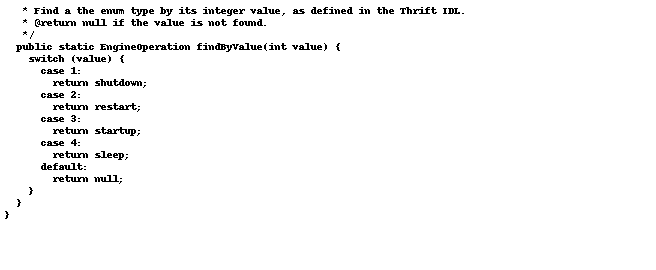 * Find a the enum type by its integer value, as defined in the Thrift IDL.
* @return null if the value is not found.
*/
public static EngineOperation findByValue(int value) {
switch (value) {
case 1:
return shutdown;
case 2:
return restart;
case 3:
return startup;
case 4:
return sleep;
default:
return null;
}
}
}